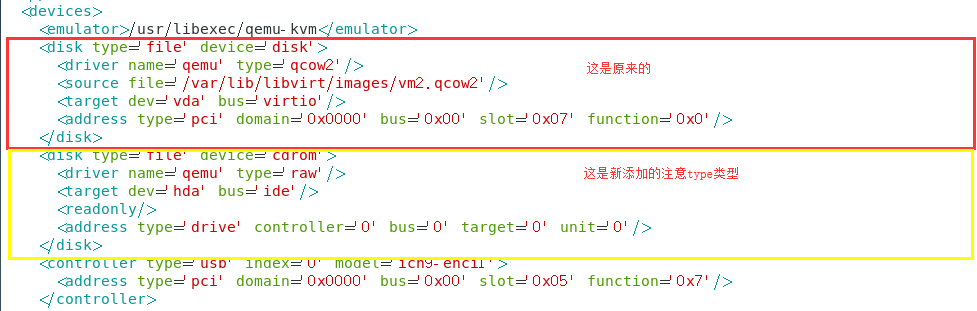 <devices>
<emulator>/usr/libexec/qemu-kvm</emulator>
<disk type='file' device='disk'>
<driver name='qemu' type='qcow2'/>
这是原来的
<source file='/var/lib/libvirt/images/vm2.qcow2'/>
<target dev='vda' bus='virtio'/>
<address type='pci' domain='0x0000' bus='0x00' slot='0x07' function='0x0'/>
</disk>
<disk type='file' device='cdrom'>
<driver name='qemu' type='raw'/>
这是新添加的注意type类型
<target dev='hda' bus='ide'/>
<readonly/>
<address type='drive' controller='0' bus='0' target='0' unit='0'/>
</disk>
<controller type='usb' index='0' model='ich9-ehci1'>
<address type='pci' domain='0x0000' bus='0x00' slot='0x05' function='0x7'/>
</controller>